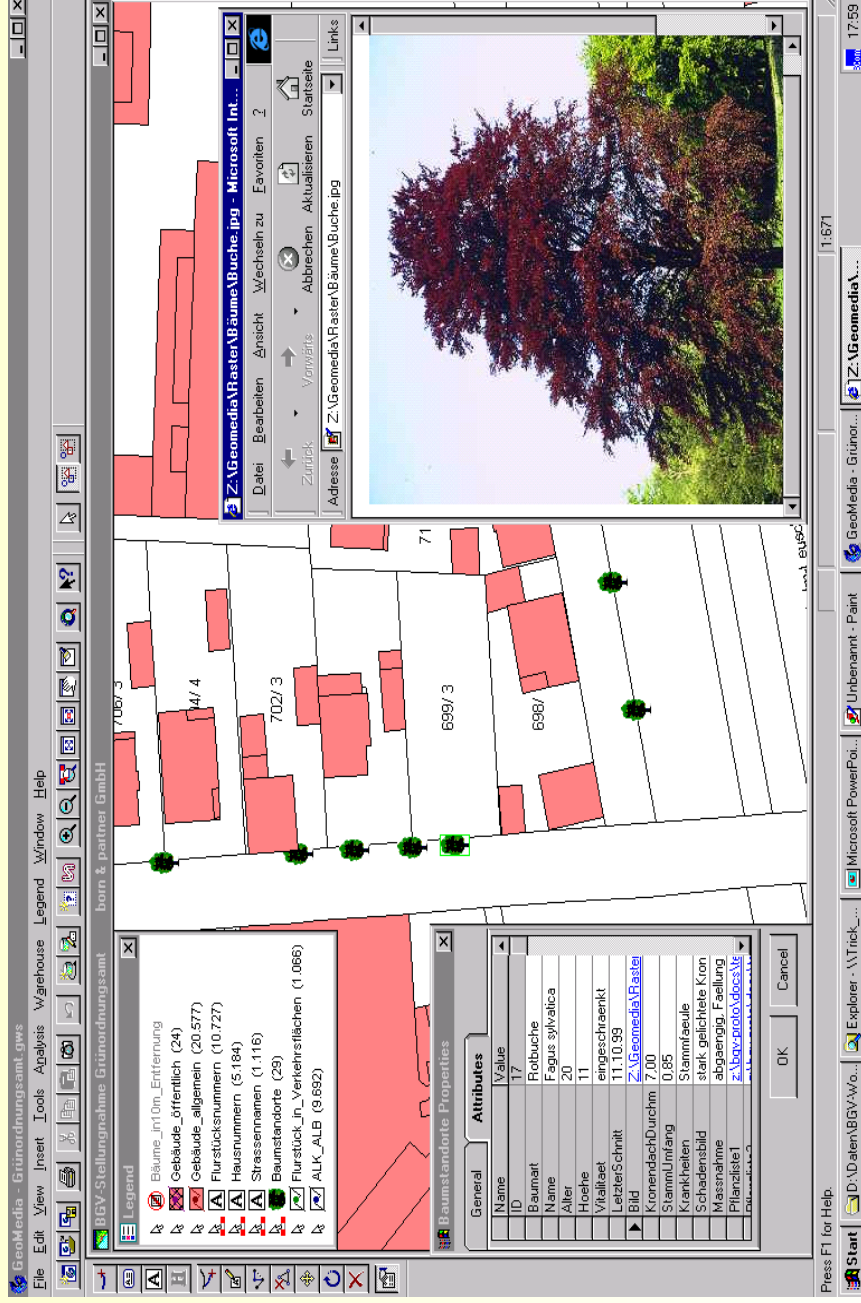 GeoMedia - Grünordnungsamt.gws
File Edit View Insert Tools Analysis Warehouse Legend Window Help
BGV-Stellungnahme Grünordnungsamt born & partner GmbH
Legend
Bäume_in10m_Entfernung
Gebäude_öffentlich (24)
Gebäude_allgemein (20.577)
A Flurstücksnummern (10.727)
A Hausnummern (5.184)
A Strassennamen (1.116)
Baumstandorte (29)
Flurstück_in_Verkehrsflächen (1.066)
ALK_ALB (9.692)
706/ 3
4/ 4
702/ 3
699/ 3
698/
71
Z:\Geomedia\Raster\Bäume\Buche.jpg - Microsoft Int...
Datei Bearbeiten Ansicht Wechseln zu Favoriten ?
Zurück Vorwärts Abbrechen Aktualisieren Startseite
Adresse Z:\Geomedia\Raster\Bäume\Buche.jpg Links
Baumstandorte Properties
General Attributes
Name Value
ID 17
Baumart Rotbuche
Name Fagus sylvatica
Alter 20
Hoehe 11
Vitalitaet eingeschraenkt
LetzterSchnitt 11.10.99
Bild Z:\Geomedia\Raster
KronendachDurchm 7,00
StammUmfang 0,85
Krankheiten Stammfaeule
Schadensbild stark gelichtete Kron
Massnahme abgaengig, Faellung
Pflanzliste1 z:\bgv-proto\docs\ta
OK Cancel
Press F1 for Help. 1:671
Start D:\Daten\BGV-Wo... Explorer - \\Trick_... Microsoft PowerPoi... Unbenannt - Paint GeoMedia - Grünor... Z:\Geomedia\... 17:59